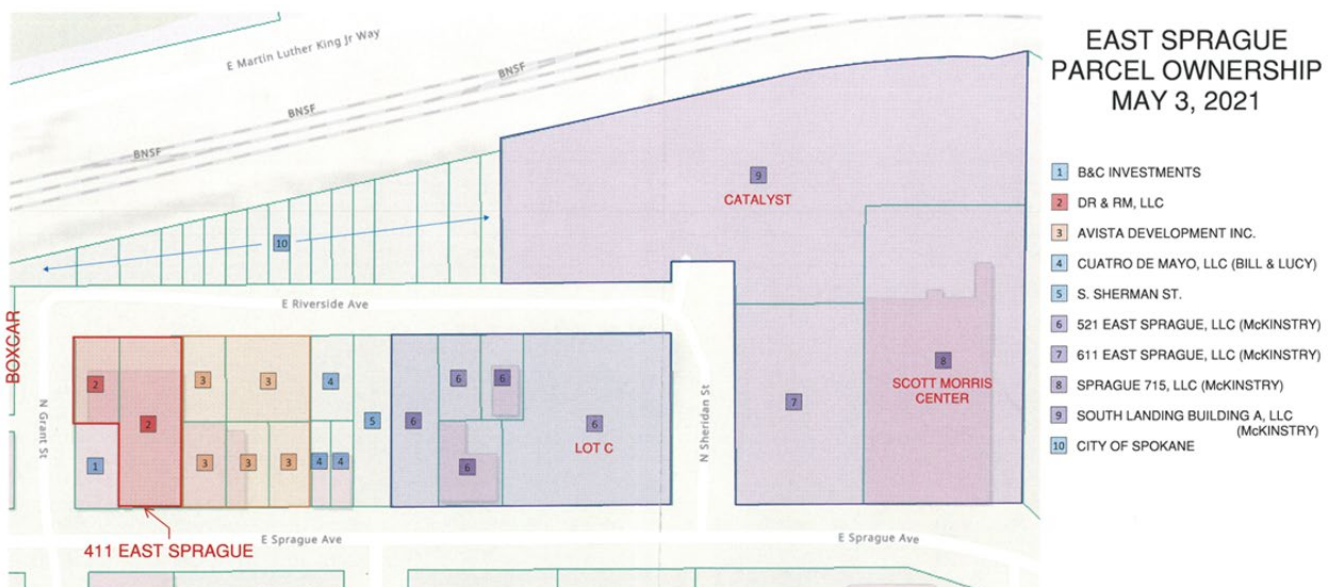 EAST SPRAGUE
PARCEL OWNERSHIP
MAY 3, 2021
E Martin Luther King Jr Way
BNSF
BNSF
BNSF
1 B&C INVESTMENTS
2 DR & RM, LLC
3 AVISTA DEVELOPMENT INC.
4 CUATRO DE MAYO, LLC (BILL & LUCY)
5 S. SHERMAN ST.
6 521 EAST SPRAGUE, LLC (McKINSTRY)
7 611 EAST SPRAGUE, LLC (McKINSTRY)
8 SPRAGUE 715, LLC (McKINSTRY)
9 SOUTH LANDING BUILDING A, LLC
(McKINSTRY)
10 CITY OF SPOKANE
9
CATALYST
10
E Riverside Ave
BOXCAR
N Grant St
2
2
1
3
3
3
3
3
4
4
4
5
6
6
6
6
6
LOT C
N Sheridan St
7
8
SCOTT MORRIS
CENTER
411 EAST SPRAGUE
E Sprague Ave
E Sprague Ave